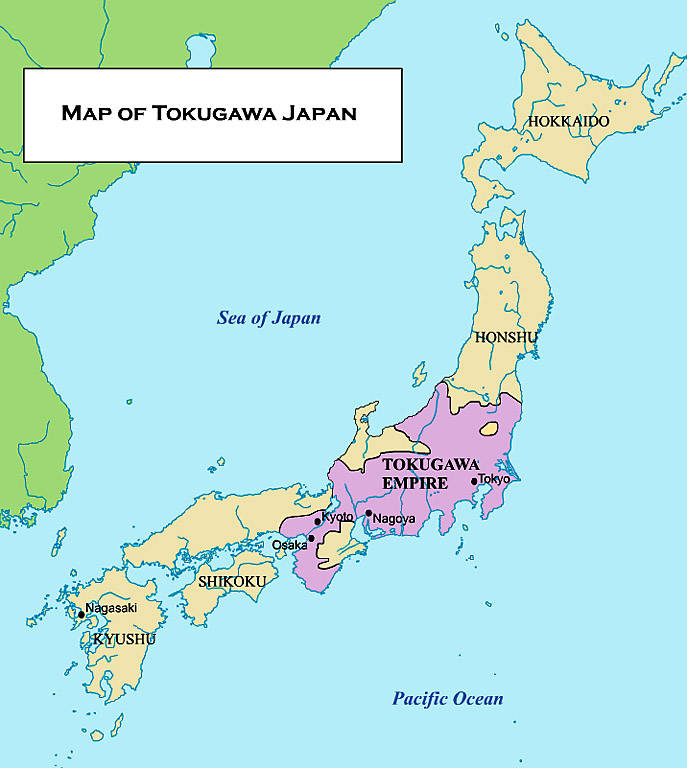 MAP OF TOKUGAWA JAPAN
HOKKAIDO
Sea of Japan
HONSHU
TOKUGAWA
EMPIRE
Tokyo
Kyoto
Nagoya
Osaka
SHIKOKU
Nagasaki
KYUSHU
Pacific Ocean